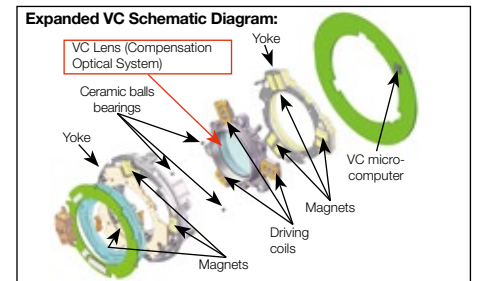 Expanded VC Schematic Diagram:
VC Lens (Compensation
Optical System)
Yoke
Ceramic balls
bearings
Yoke
VC micro-
computer
Magnets
Driving
coils
Magnets